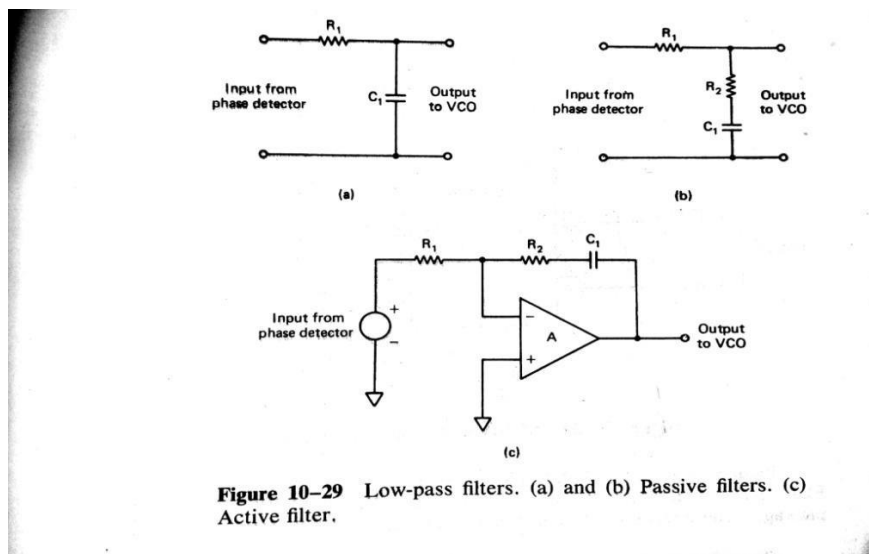 R₁
Input from
phase detector
C₁
Output
to VCO
(a)
R₁
R₂
Input from
phase detector
Output
to VCO
C₁
(b)
R₁
R₂
C₁
Input from
phase detector
+
−
−
A
+
Output
to VCO
(c)
Figure 10–29 Low-pass filters. (a) and (b) Passive filters. (c)
Active filter.